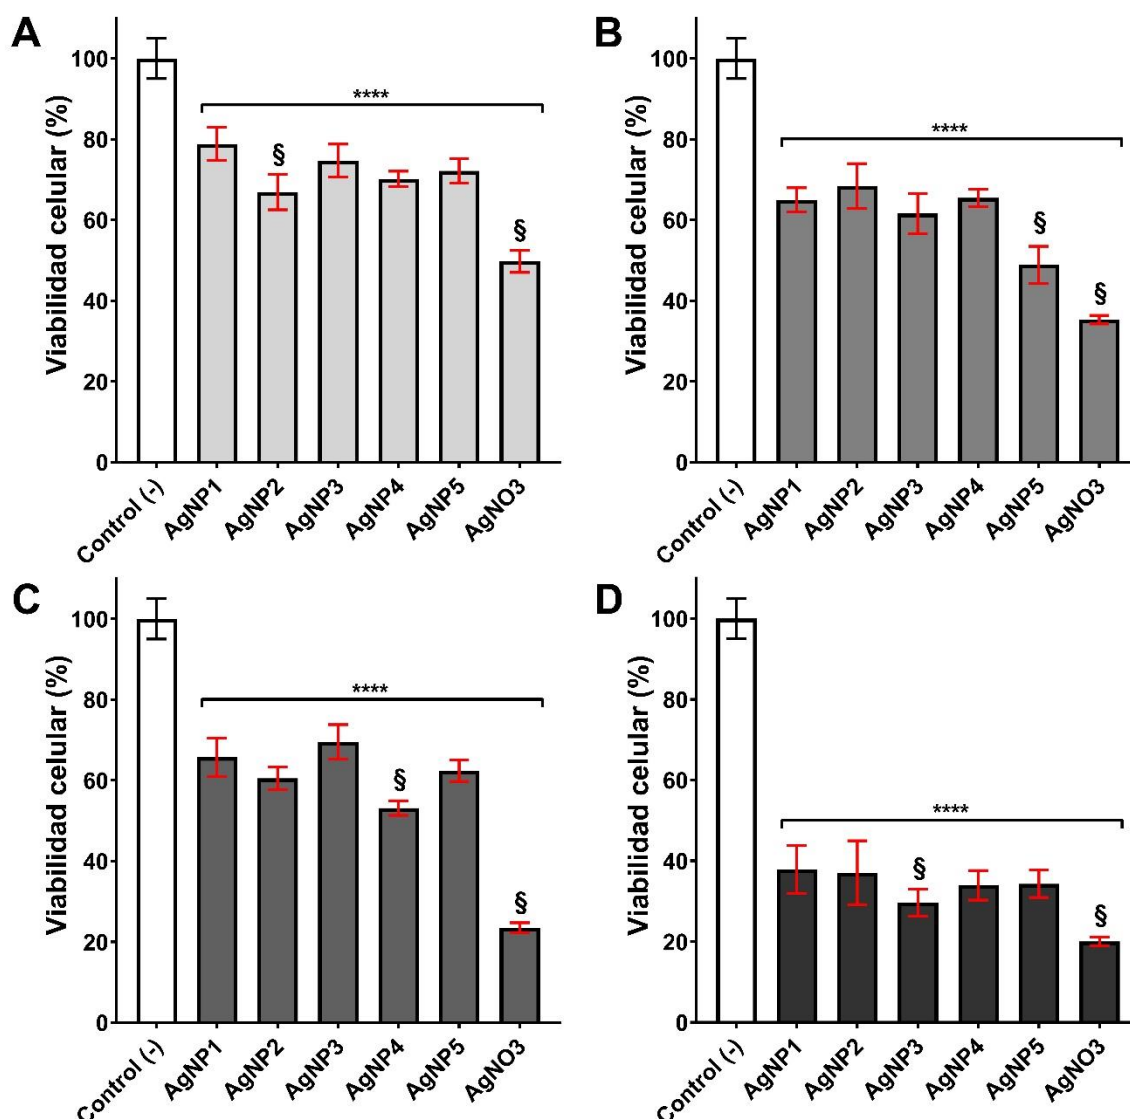 A
Viabilidad celular (%)
100
80
60
40
20
0
****
§
§
Control (-)
AgNP1
AgNP2
AgNP3
AgNP4
AgNP5
AgNO3
B
Viabilidad celular (%)
100
80
60
40
20
0
****
§
§
Control (-)
AgNP1
AgNP2
AgNP3
AgNP4
AgNP5
AgNO3
C
Viabilidad celular (%)
100
80
60
40
20
0
****
§
§
Control (-)
AgNP1
AgNP2
AgNP3
AgNP4
AgNP5
AgNO3
D
Viabilidad celular (%)
100
80
60
40
20
0
****
§
§
Control (-)
AgNP1
AgNP2
AgNP3
AgNP4
AgNP5
AgNO3